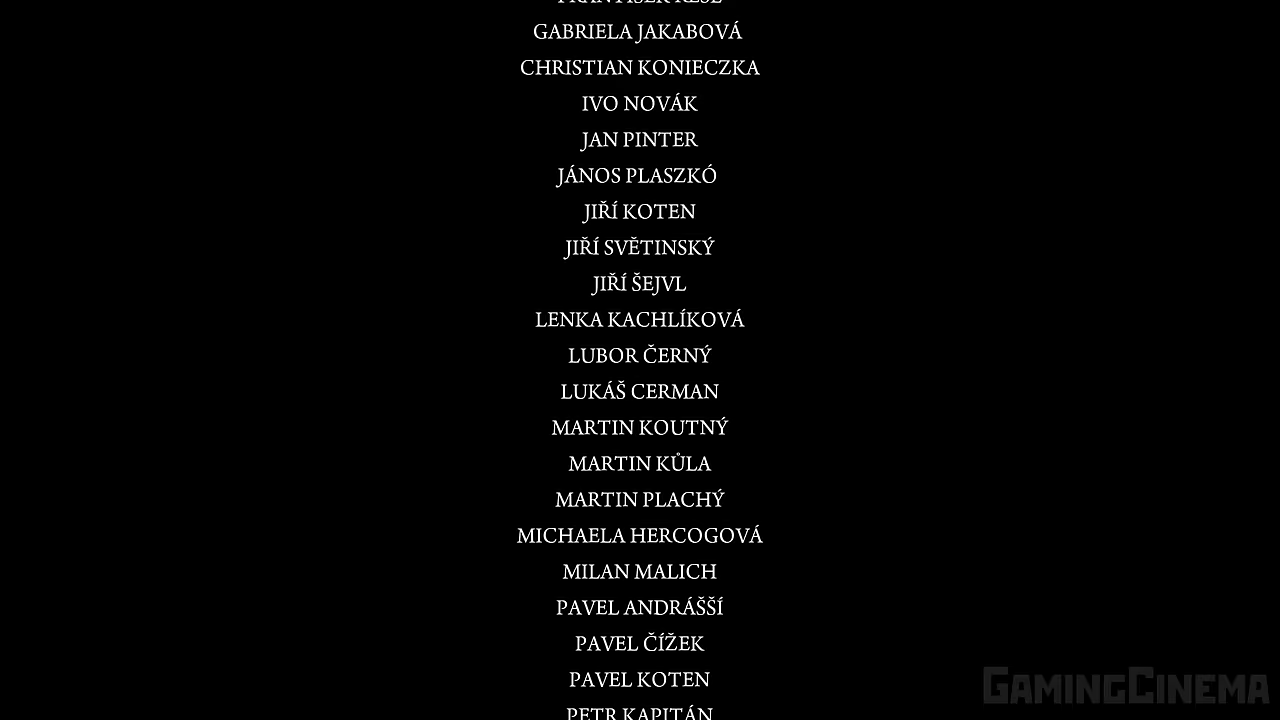 GABRIELA JAKABOVÁ
CHRISTIAN KONIECZKA
IVO NOVÁK
JAN PINTER
JÁNOS PLASZKÓ
JIŘÍ KOTEN
JIŘÍ SVĚTINSKÝ
JIŘÍ ŠEJVL
LENKA KACHLÍKOVÁ
LUBOR ČERNÝ
LUKÁŠ CERMAN
MARTIN KOUTNÝ
MARTIN KŮLA
MARTIN PLACHÝ
MICHAELA HERCOGOVÁ
MILAN MALICH
PAVEL ANDRÁŠŠÍ
PAVEL ČÍŽEK
PAVEL KOTEN
PETR KAPITÁN
GAMINGCINEMA